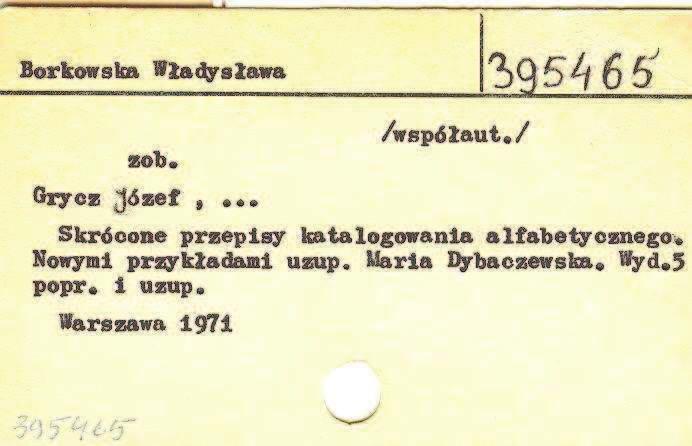 Borkowska Władysława
395465
/współaut./
zob.
Grycz Józef , ...
Skrócone przepisy katalogowania alfabetycznego.
Nowymi przykładami uzup. Maria Dybaczewska. Wyd.5
popr. i uzup.
Warszawa 1971
395465